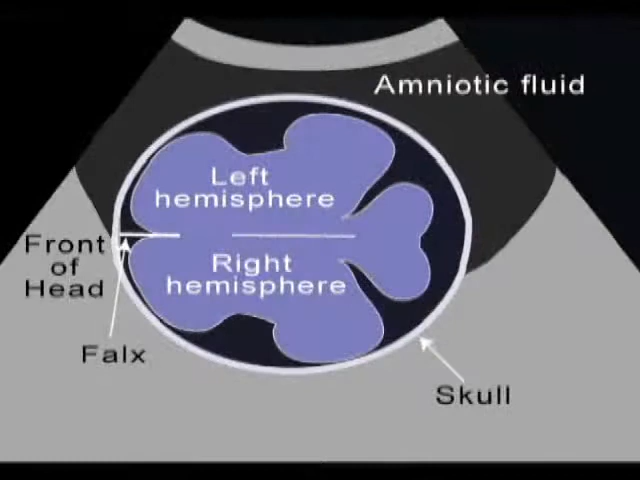 Amniotic fluid
Left
hemisphere
Front
of
Head
Right
hemisphere
Falx
Skull